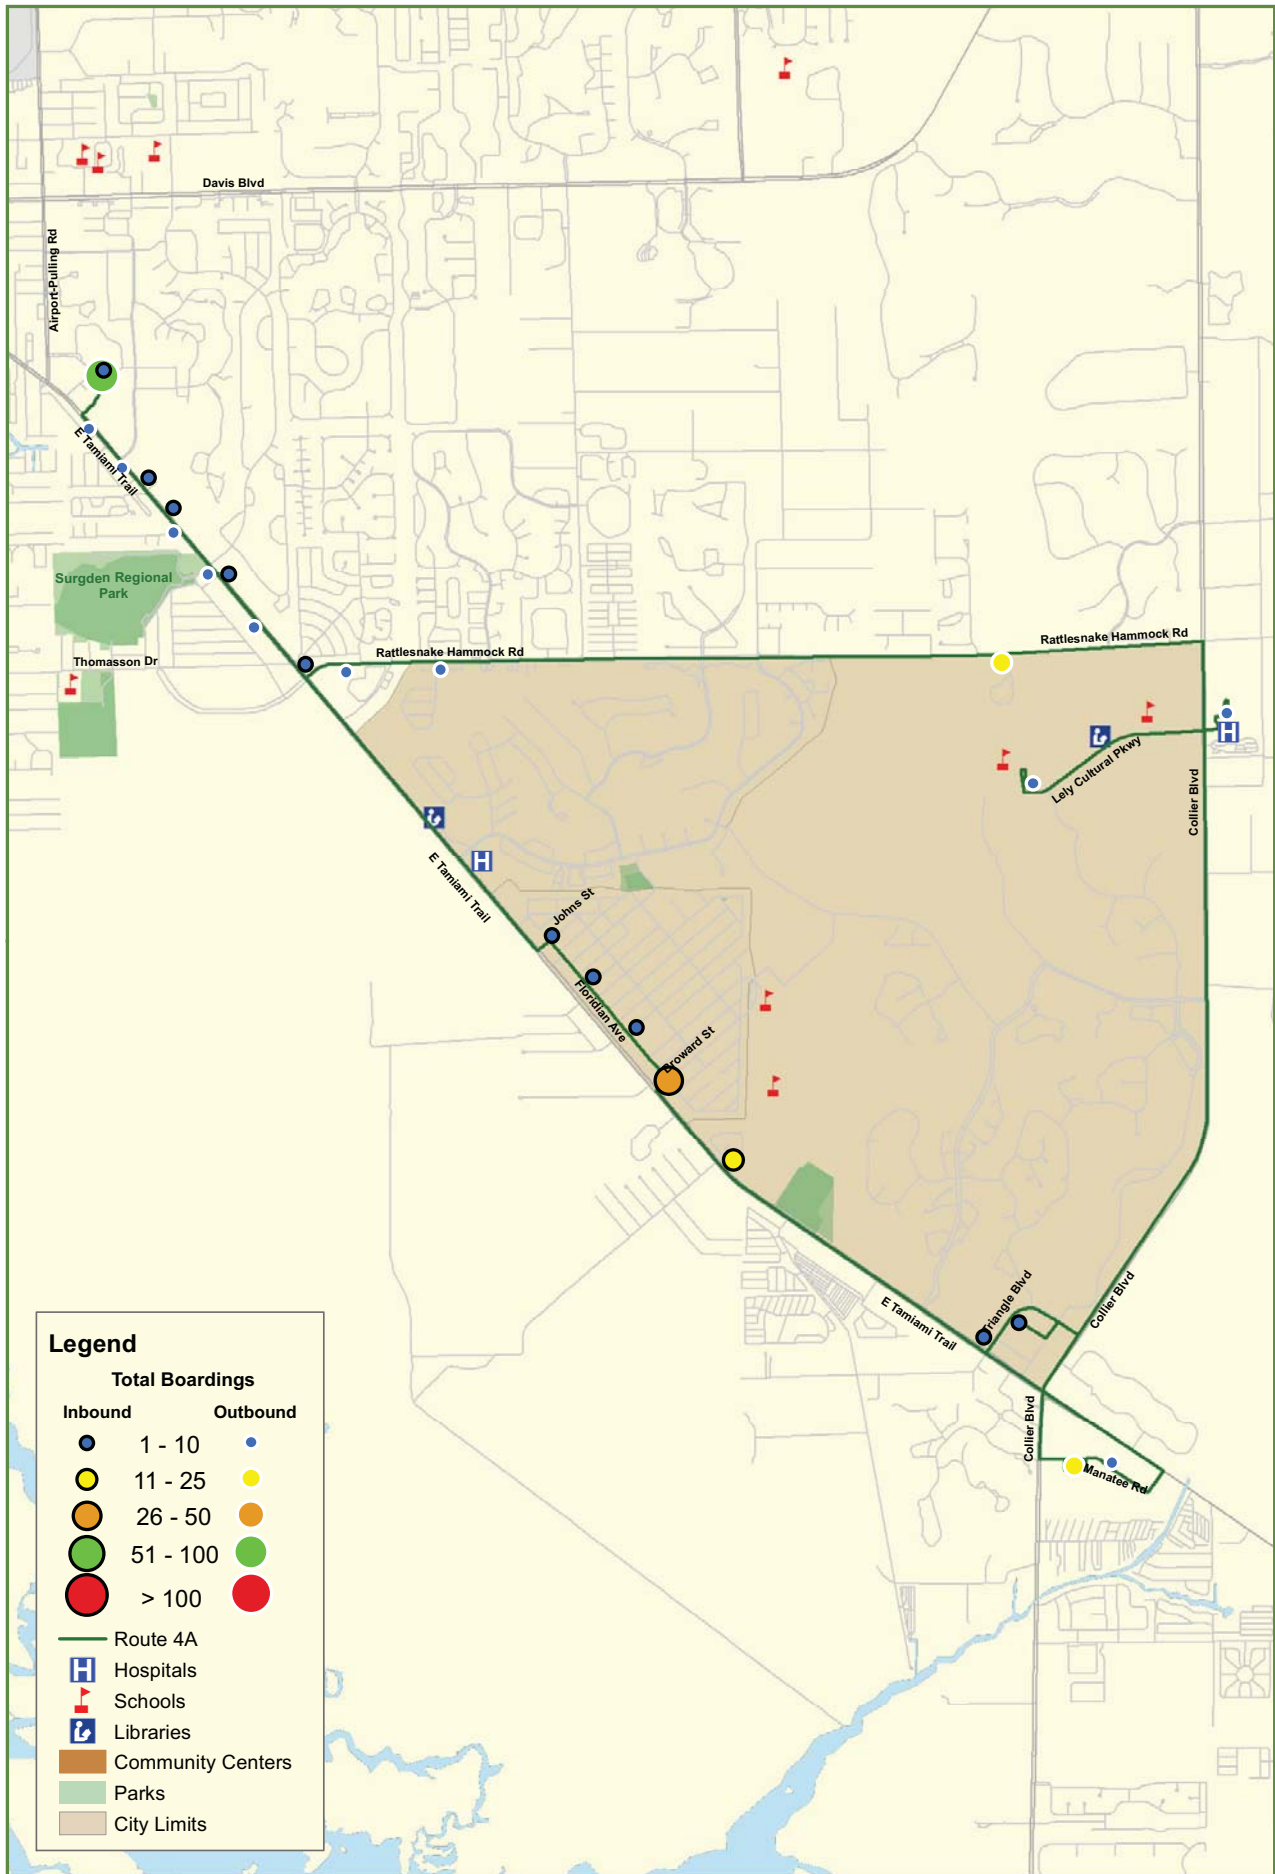 Davis Blvd
Airport-Pulling Rd
E Tamiami Trail
Surgden Regional
Park
Thomasson Dr
Rattlesnake Hammock Rd
Rattlesnake Hammock Rd
Lely Cultural Pkwy
Collier Blvd
E Tamiami Trail
Johns St
Floridian Ave
Broward St
Triangle Blvd
E Tamiami Trail
Collier Blvd
Collier Blvd
Manatee Rd
H
H
Legend
Total Boardings
Inbound Outbound
1 - 10
11 - 25
26 - 50
51 - 100
> 100
Route 4A
H Hospitals
Schools
Libraries
Community Centers
Parks
City Limits